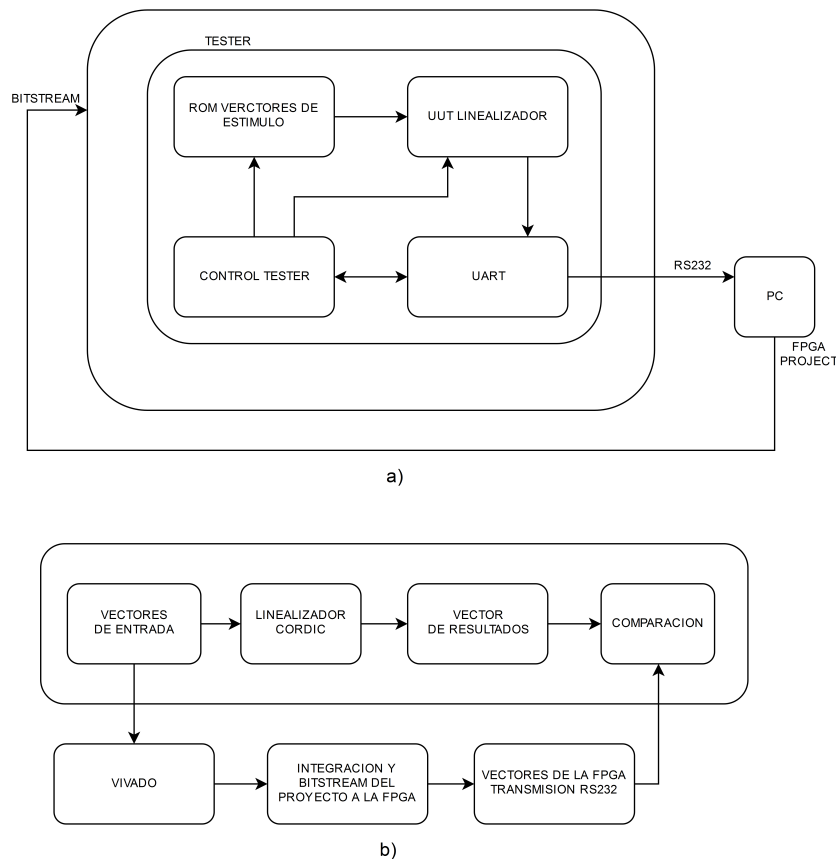 TESTER
BITSTREAM
ROM VERCTORES DE
ESTIMULO
UUT LINEALIZADOR
CONTROL TESTER
UART
RS232
PC
FPGA
PROJECT
a)
VECTORES
DE ENTRADA
LINEALIZADOR
CORDIC
VECTOR
DE RESULTADOS
COMPARACION
VIVADO
INTEGRACION Y
BITSTREAM DEL
PROYECTO A LA FPGA
VECTORES DE LA FPGA
TRANSMISION RS232
b)